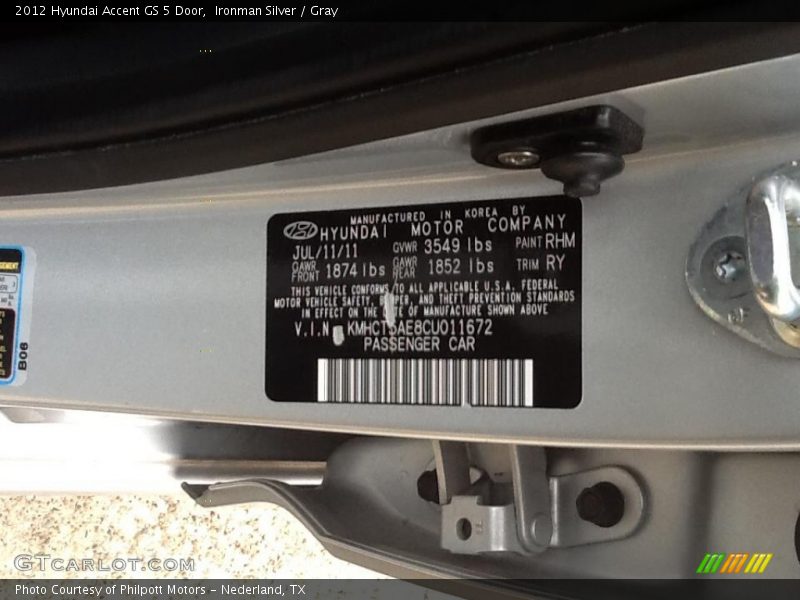 2012 Hyundai Accent GS 5 Door, Ironman Silver / Gray
MANUFACTURED IN KOREA BY
HYUNDAI MOTOR COMPANY
JUL/11/11 GVWR 3549 lbs PAINT RHM
GAWR FRONT 1874 lbs GAWR REAR 1852 lbs TRIM RY
THIS VEHICLE CONFORMS TO ALL APPLICABLE U.S.A. FEDERAL
MOTOR VEHICLE SAFETY, AND THEFT PREVENTION STANDARDS
IN EFFECT ON THE OF MANUFACTURE SHOWN ABOVE
V.I.N KMHCT5AE8CU011672
PASSENGER CAR
B06
GTCARLOT.COM
Photo Courtesy of Philpott Motors - Nederland, TX